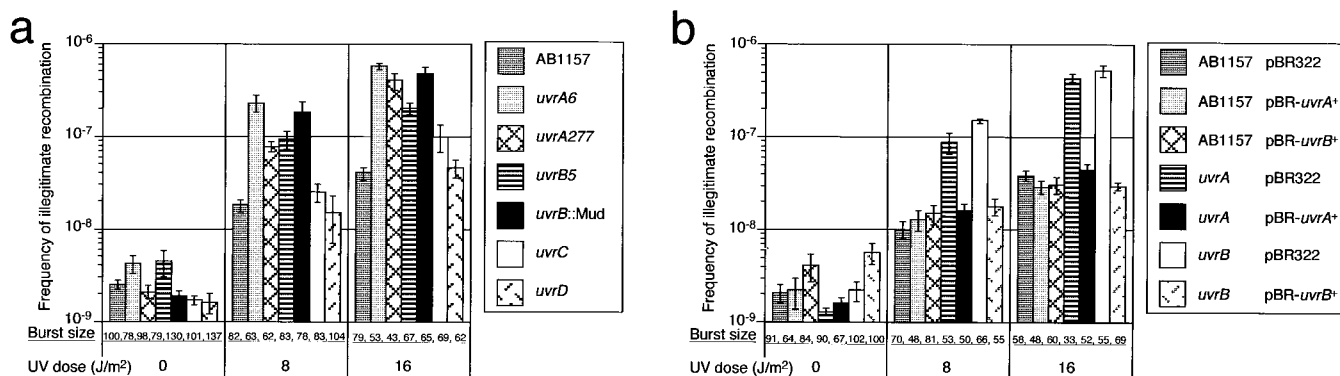 a
Frequency of illegitimate recombination
10-6
10-7
10-8
10-9
AB1157
uvrA6
uvrA277
uvrB5
uvrB::Mud
uvrC
uvrD
Burst size
100, 78, 98, 79, 130, 101, 137
62, 63, 62, 83, 78, 83, 104
79, 53, 43, 67, 65, 69, 62
UV dose (J/m²)
0
8
16
b
Frequency of illegitimate recombination
10-6
10-7
10-8
10-9
AB1157 pBR322
AB1157 pBR-uvrA+
AB1157 pBR-uvrB+
uvrA pBR322
uvrA pBR-uvrA+
uvrB pBR322
uvrB pBR-uvrB+
Burst size
91, 64, 84, 90, 67, 102, 100
70, 48, 81, 53, 50, 66, 55
58, 48, 60, 33, 52, 55, 69
UV dose (J/m²)
0
8
16